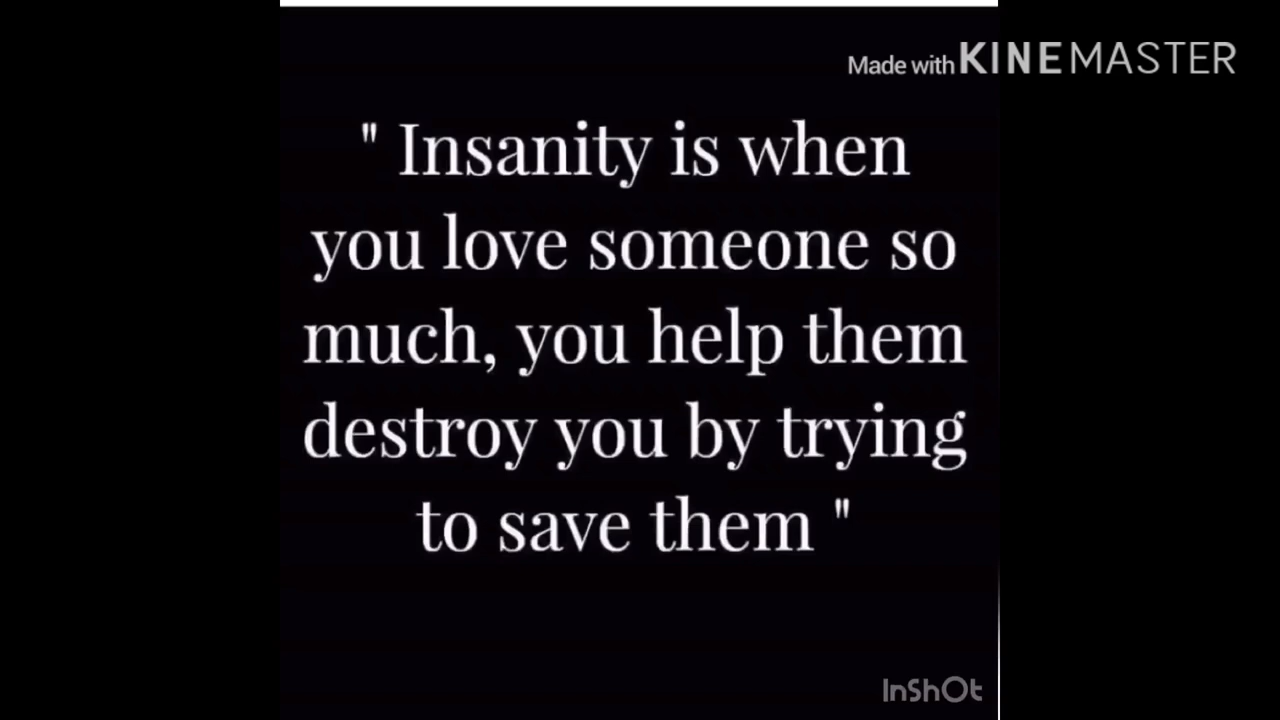 Made with KINEMASTER
" Insanity is when
you love someone so
much, you help them
destroy you by trying
to save them "
InShOt